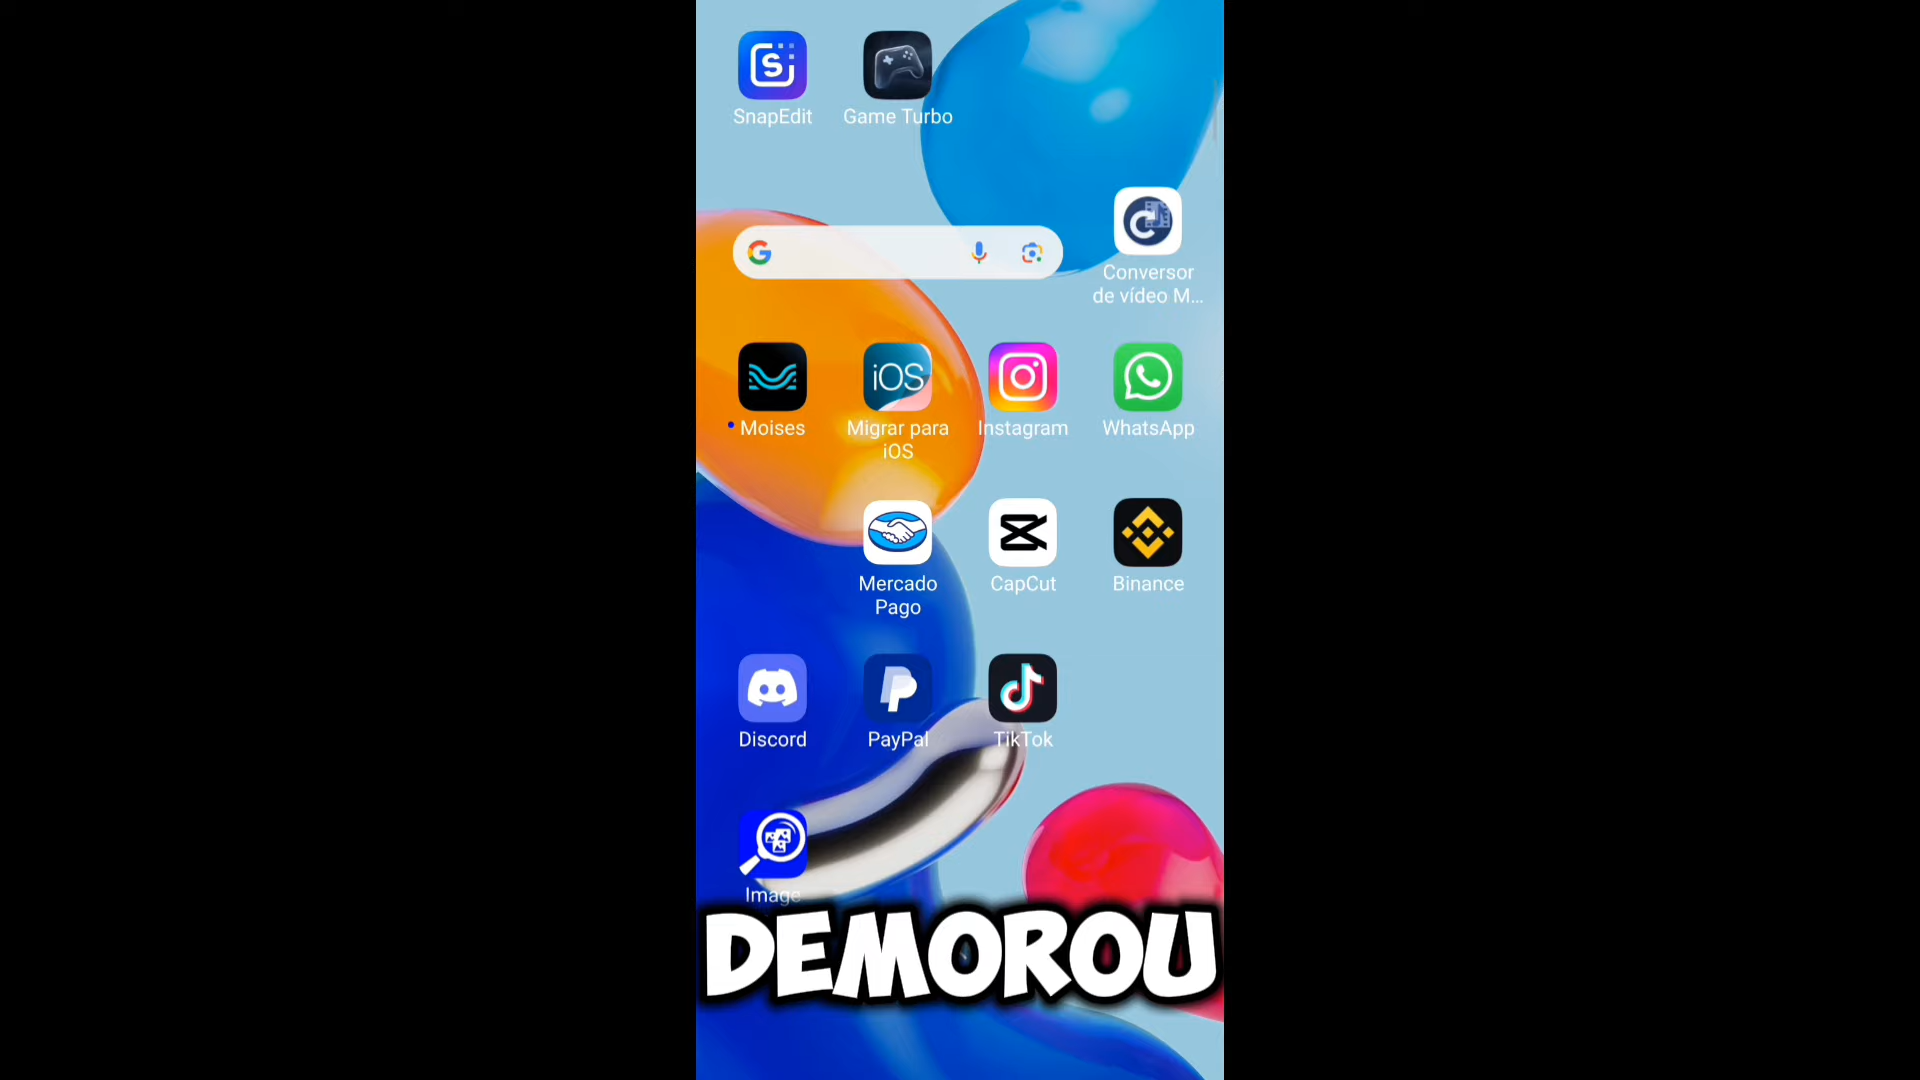 SnapEdit
Game Turbo
Conversor
de vídeo M...
Moises
iOS
Migrar para
iOS
Instagram
WhatsApp
Mercado
Pago
CapCut
Binance
Discord
PayPal
TikTok
Image
DEMOROU